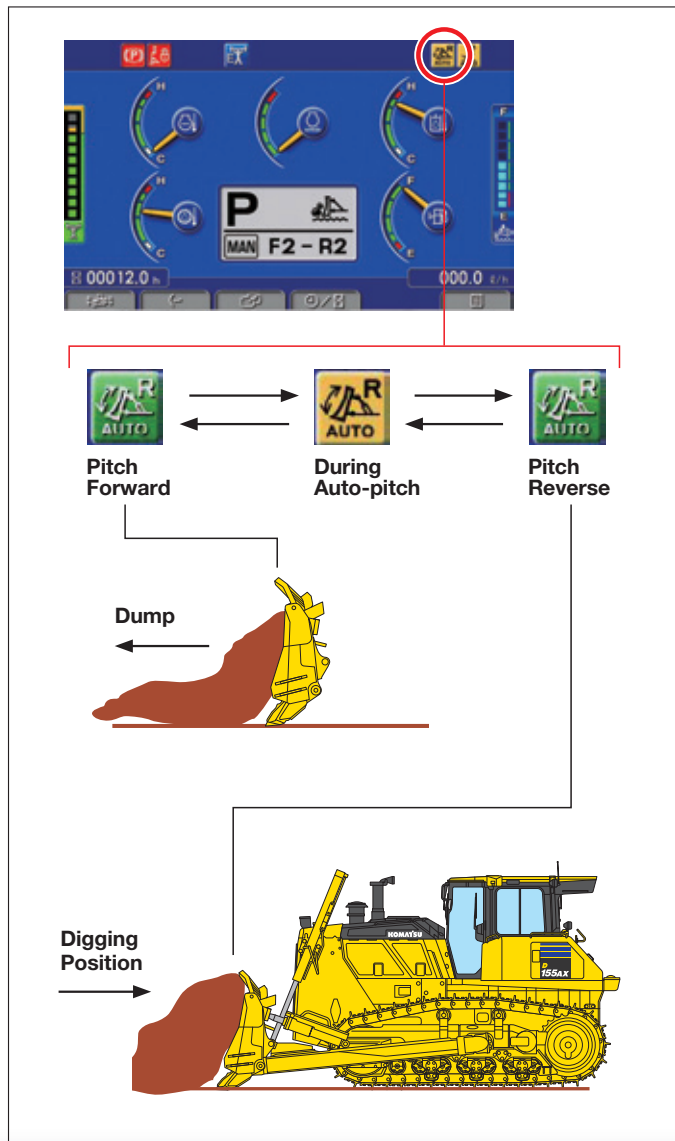 (P)
AUTO
H
H
H
C
C
F
E
H
C
F
E
P
MAN F2 – R2
00012.0 h
000.0 ℓ/h
R
AUTO
R
AUTO
R
AUTO
Pitch
Forward
During
Auto-pitch
Pitch
Reverse
Dump
Digging
Position
KOMATSU
D
155AX